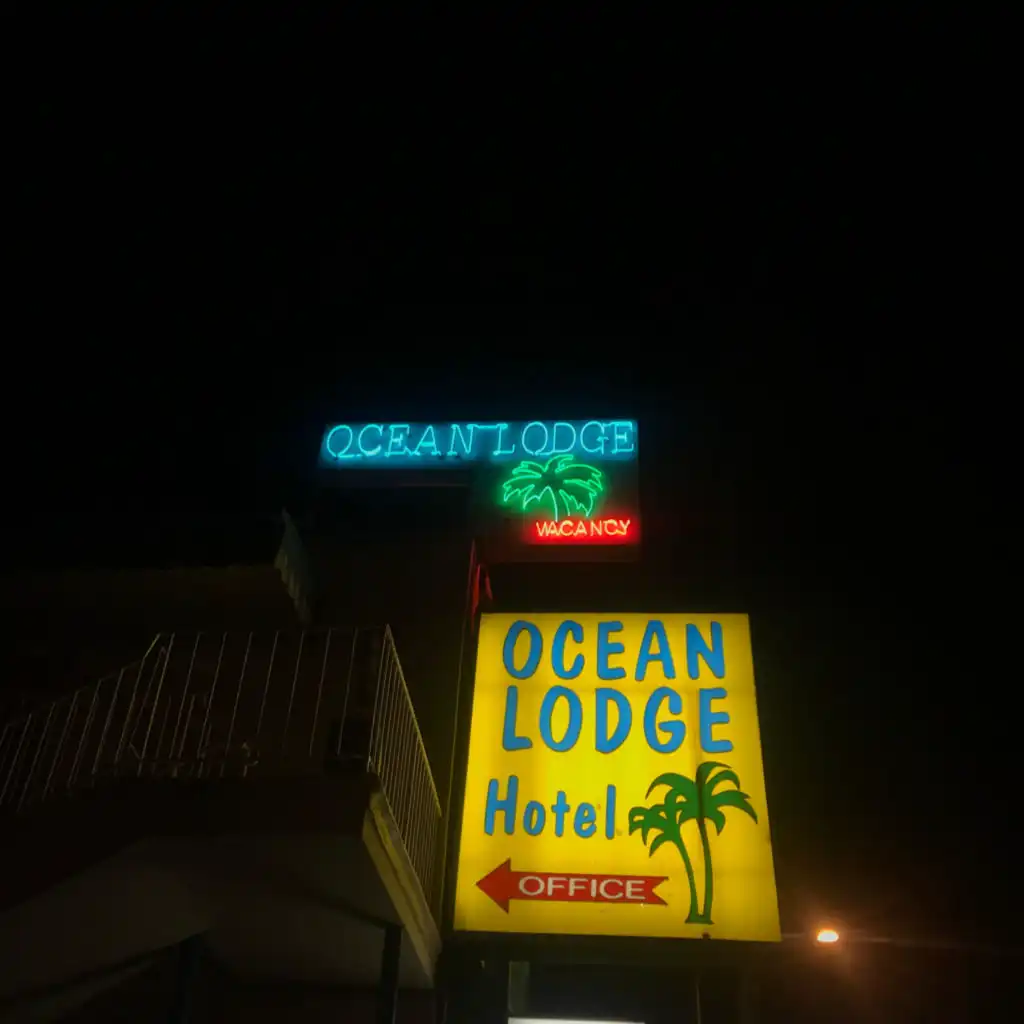 OCEAN LODGE
VACANCY
OCEAN
LODGE
Hotel
OFFICE